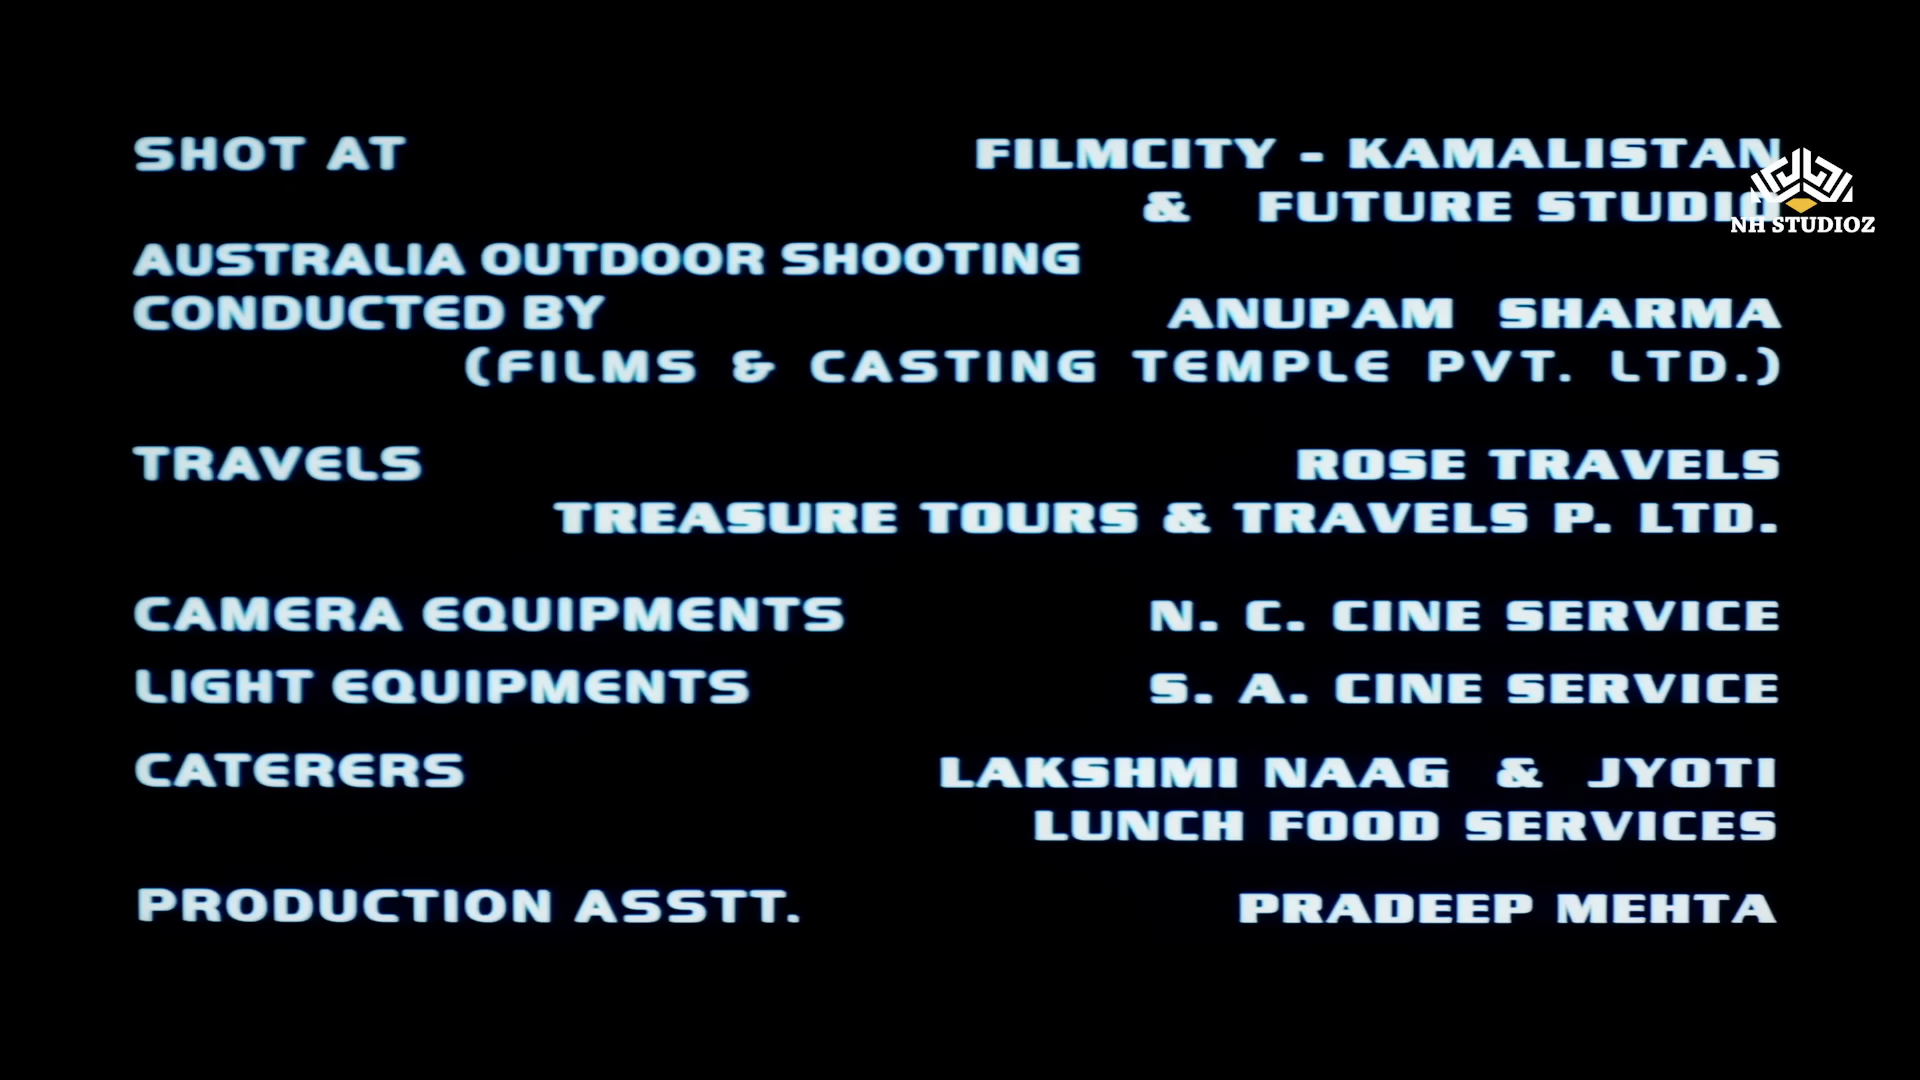 SHOT AT FILMCITY - KAMALISTAN
& FUTURE STUDIO
NH STUDIOZ
AUSTRALIA OUTDOOR SHOOTING
CONDUCTED BY ANUPAM SHARMA
(FILMS & CASTING TEMPLE PVT. LTD.)
TRAVELS ROSE TRAVELS
TREASURE TOURS & TRAVELS P. LTD.
CAMERA EQUIPMENTS N. C. CINE SERVICE
LIGHT EQUIPMENTS S. A. CINE SERVICE
CATERERS LAKSHMI NAAG & JYOTI
LUNCH FOOD SERVICES
PRODUCTION ASSTT. PRADEEP MEHTA